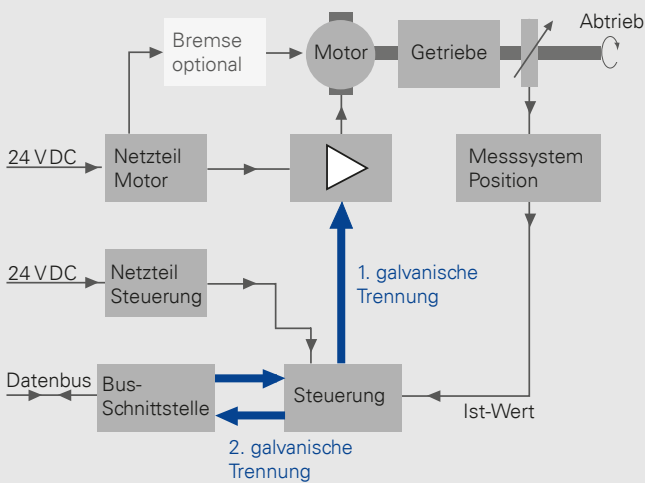 Abtrieb
Bremse
optional
Motor
Getriebe
24 V DC
Netzteil
Motor
Messsystem
Position
1. galvanische
Trennung
24 V DC
Netzteil
Steuerung
Datenbus
Bus-
Schnittstelle
Steuerung
Ist-Wert
2. galvanische
Trennung